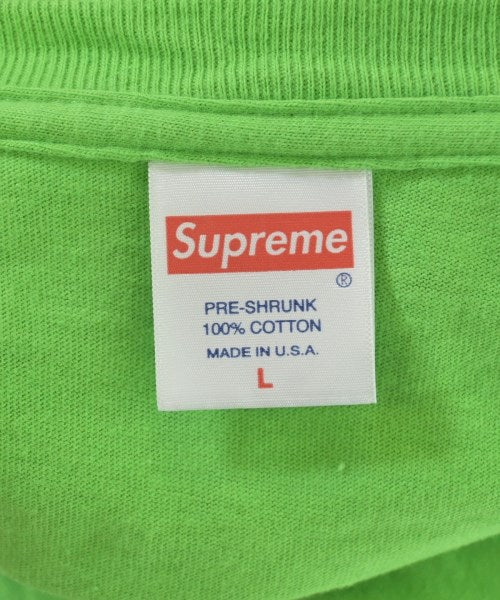 Supreme
®
PRE-SHRUNK
100% COTTON
MADE IN U.S.A.
L